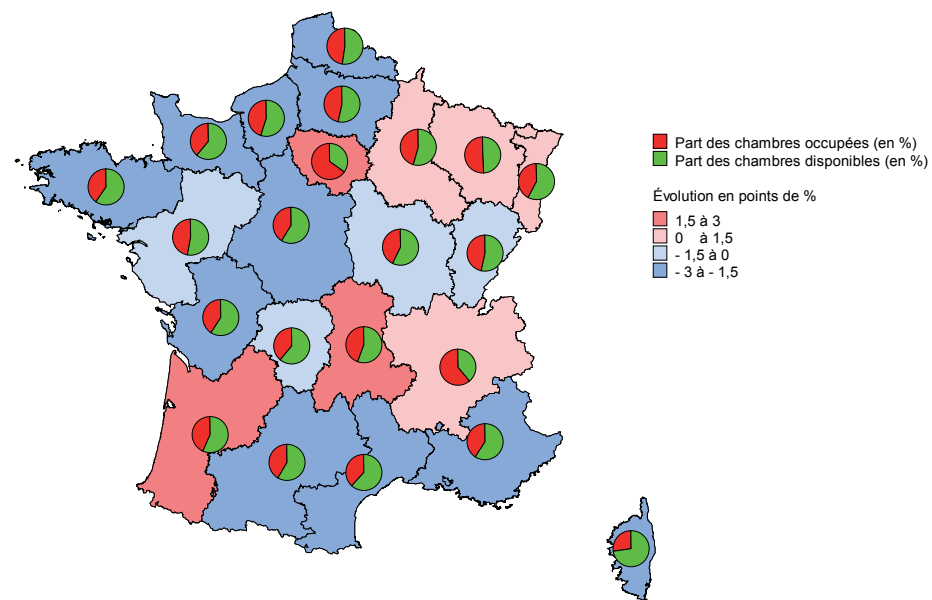 Part des chambres occupées (en %)
Part des chambres disponibles (en %)
Évolution en points de %
1,5 à 3
0 à 1,5
- 1,5 à 0
- 3 à - 1,5